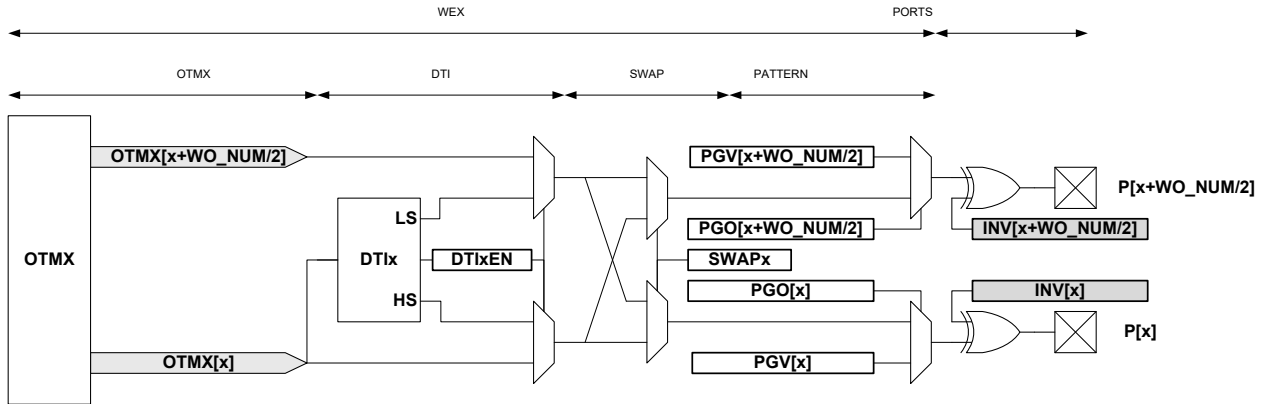 WEX PORTS
OTMX DTI SWAP PATTERN
OTMX[x+WO_NUM/2] PGV[x+WO_NUM/2]
P[x+WO_NUM/2]
LS PGO[x+WO_NUM/2] INV[x+WO_NUM/2]
OTMX DTIx DTIxEN SWAPx
HS PGO[x] INV[x]
P[x]
OTMX[x] PGV[x]